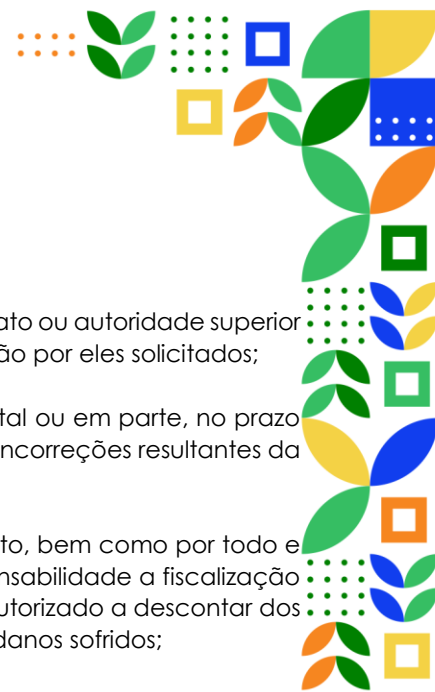 ato ou autoridade superior
ão por eles solicitados;
tal ou em parte, no prazo
ncorreções resultantes da
to, bem como por todo e
nsabilidade a fiscalização
utorizado a descontar dos
danos sofridos;